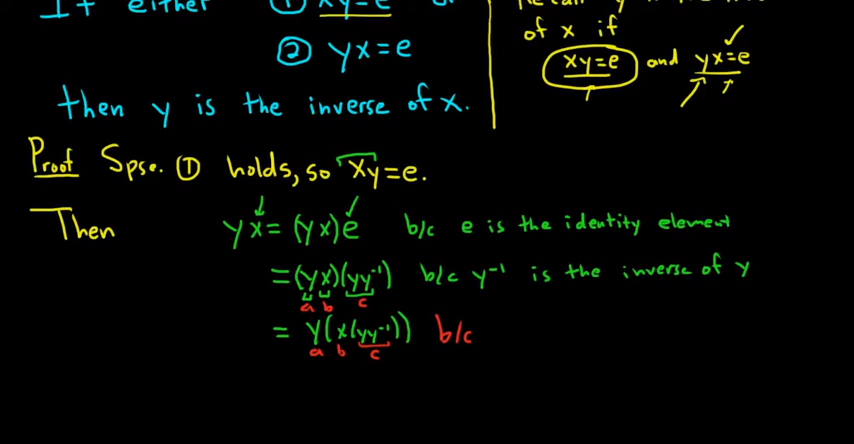 If either ① xy=e or
② yx=e
then y is the inverse of x.
of x if
xy=e and yx=e
Proof Spse. ① holds, so xy=e.
Then yx = (yx)e b/c e is the identity element
= (yx)(yy⁻¹) b/c y⁻¹ is the inverse of y
a b c
= y(x(yy⁻¹)) b/c
a b c